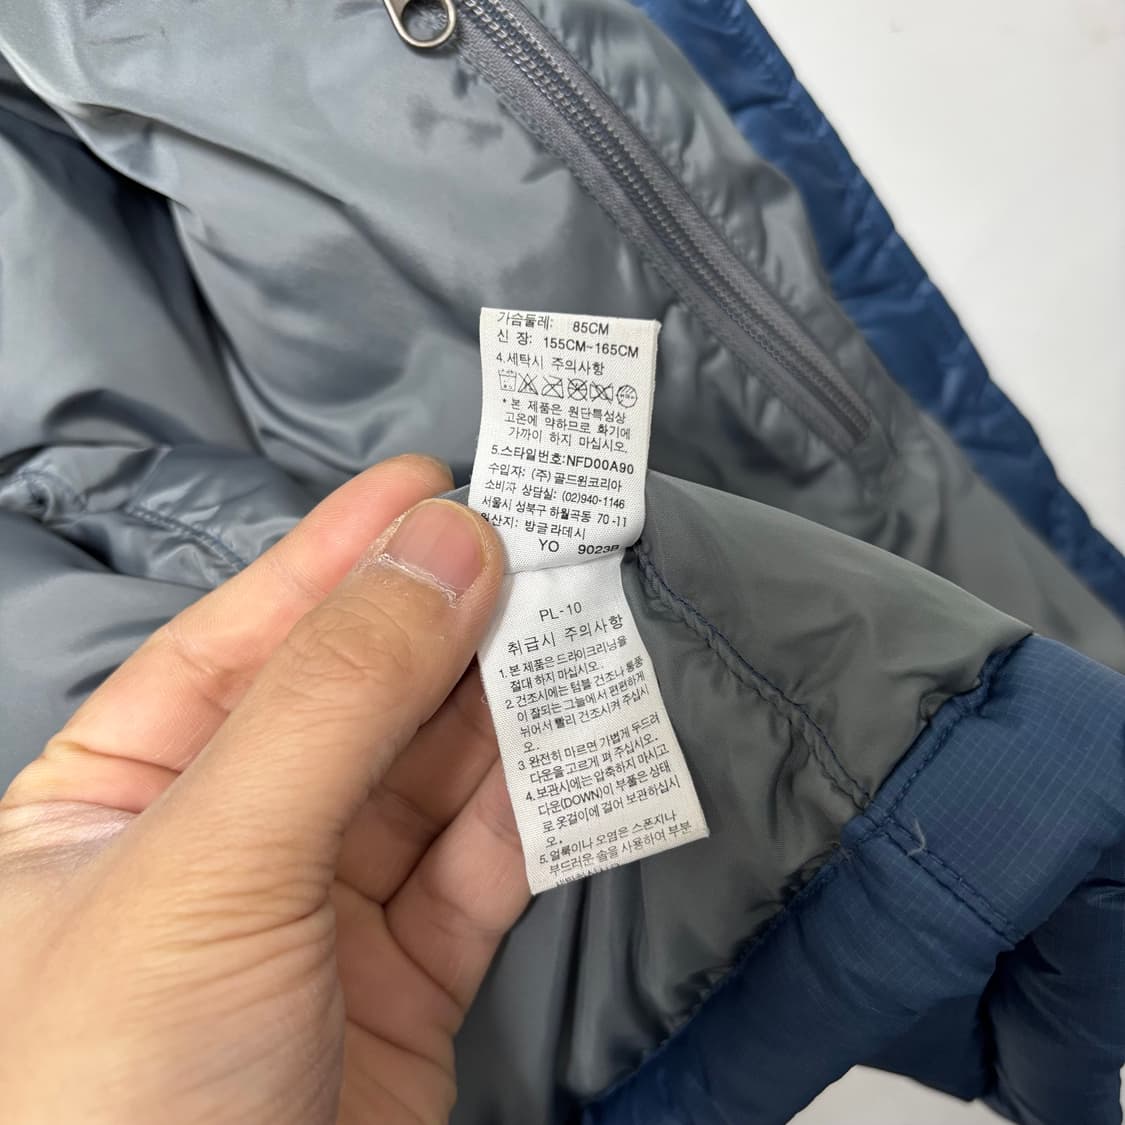 가슴둘레: 85CM
신 장: 155CM~165CM
4.세탁시 주의사항
* 본 제품은 원단특성상
고온에 약하므로 화기에
가까이 하지 마십시오.
5.스타일번호:NFD00A90
수입자: (주) 골드윈코리아
소비자 상담실: (02)940-1146
서울시 성북구 하월곡동 70-11
원산지: 방글라데시
YO 9023B
PL-10
취급시 주의사항
1. 본 제품은 드라이크리닝을
절대 하지 마십시오.
2. 건조시에는 텀블 건조나 통풍
이 잘되는 그늘에서 편편하게
뉘어서 빨리 건조시켜 주십시
오.
3. 완전히 마르면 가볍게 두드려
다운을 고르게 펴 주십시오.
4. 보관시에는 압축하지 마시고
다운(DOWN)이 부풀은 상태
로 옷걸이에 걸어 보관하십시
오.
5. 얼룩이나 오염은 스폰지나
부드러운 솔을 사용하여 부분